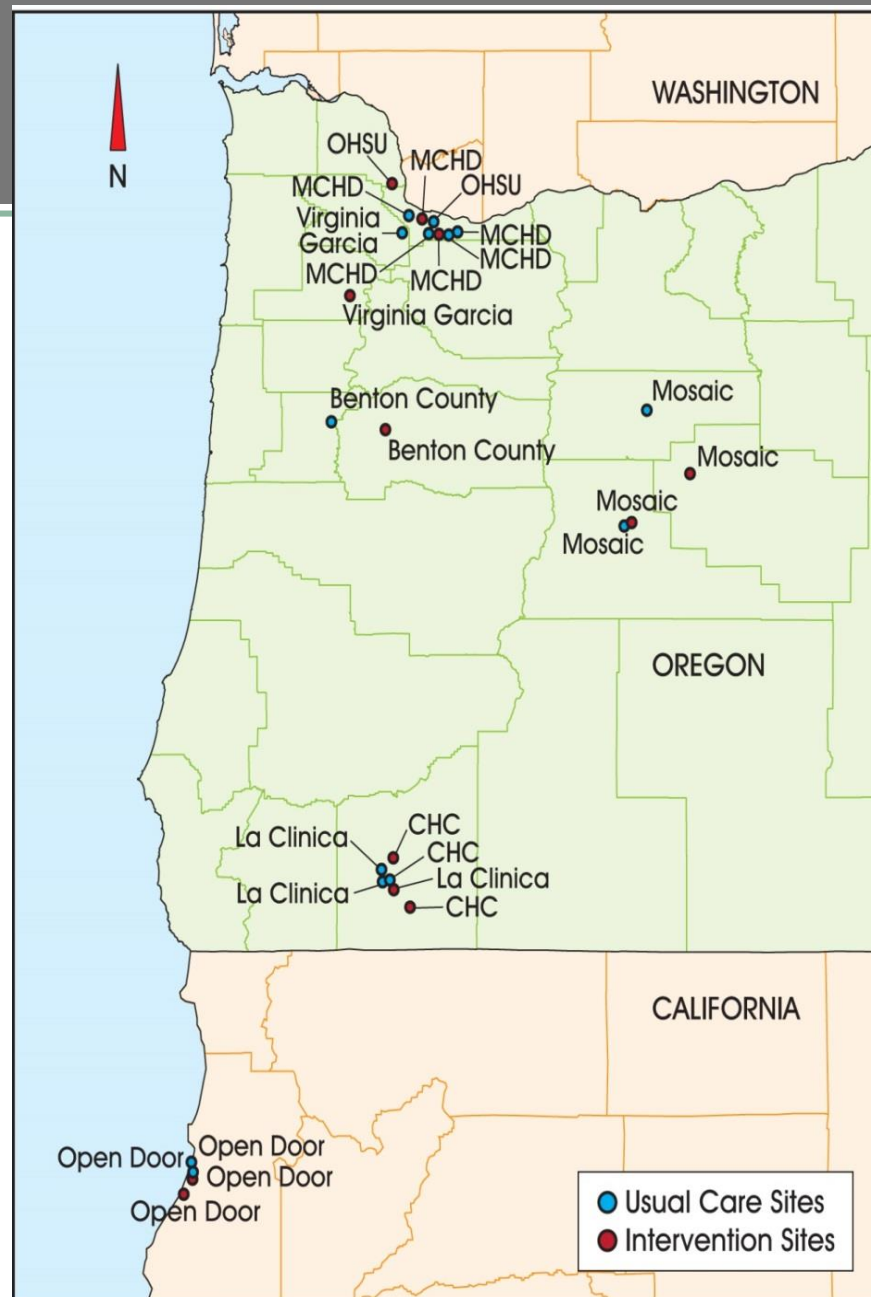 WASHINGTON
N
OHSU
MCHD
MCHD
OHSU
Virginia
Garcia
MCHD
MCHD
MCHD
MCHD
Virginia Garcia
Benton County
Mosaic
Benton County
Mosaic
Mosaic
Mosaic
OREGON
La Clinica
CHC
CHC
La Clinica
La Clinica
CHC
CALIFORNIA
Open Door
Open Door
Open Door
Open Door
Usual Care Sites
Intervention Sites